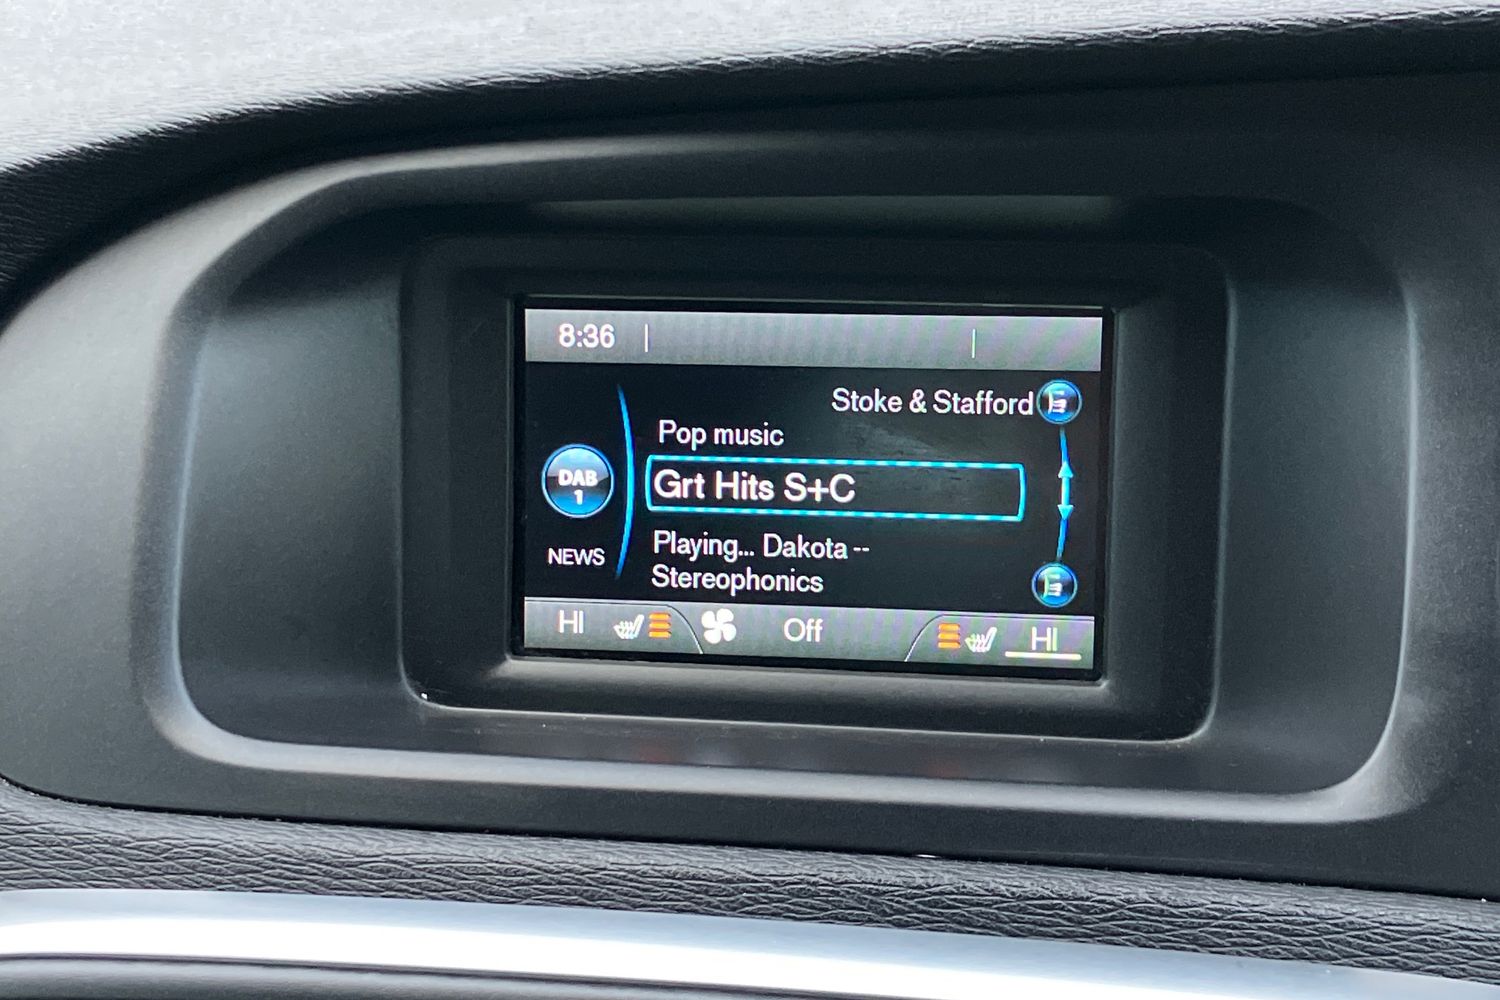 8:36
Stoke & Stafford
Pop music
DAB
1
Grt Hits S+C
NEWS
Playing... Dakota --
Stereophonics
HI
Off
HI